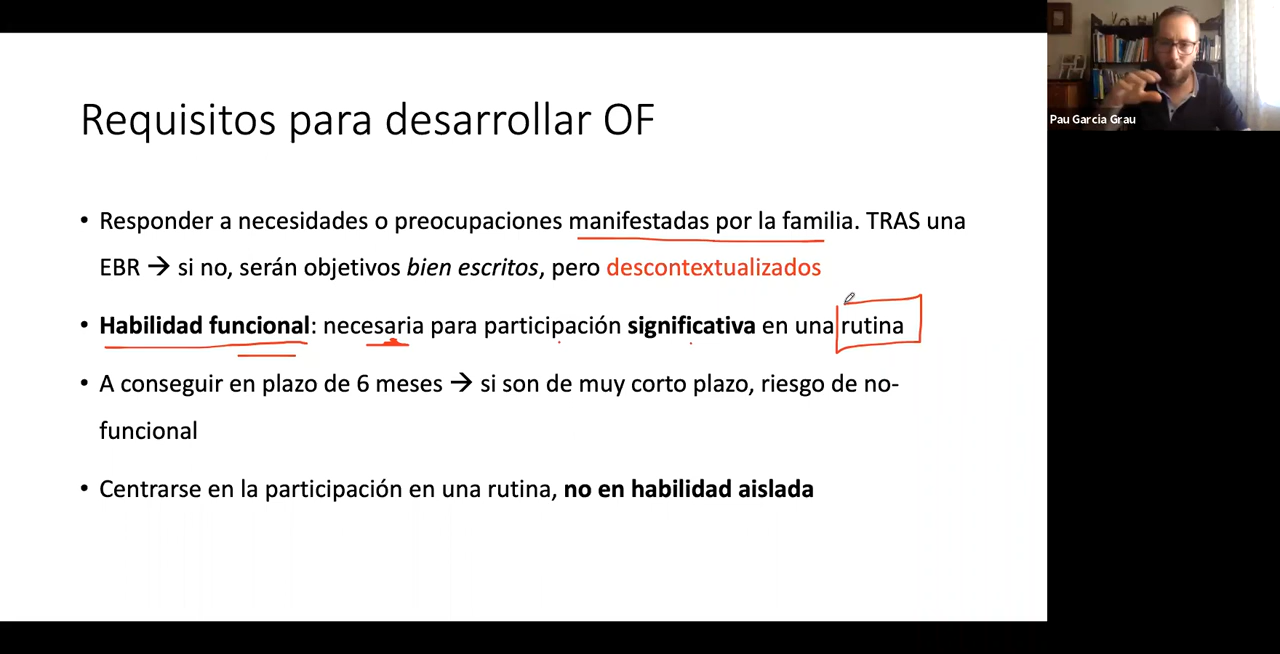 Requisitos para desarrollar OF
• Responder a necesidades o preocupaciones manifestadas por la familia. TRAS una
EBR → si no, serán objetivos bien escritos, pero descontextualizados
• Habilidad funcional: necesaria para participación significativa en una rutina
• A conseguir en plazo de 6 meses → si son de muy corto plazo, riesgo de no-
funcional
• Centrarse en la participación en una rutina, no en habilidad aislada
Pau Garcia Grau